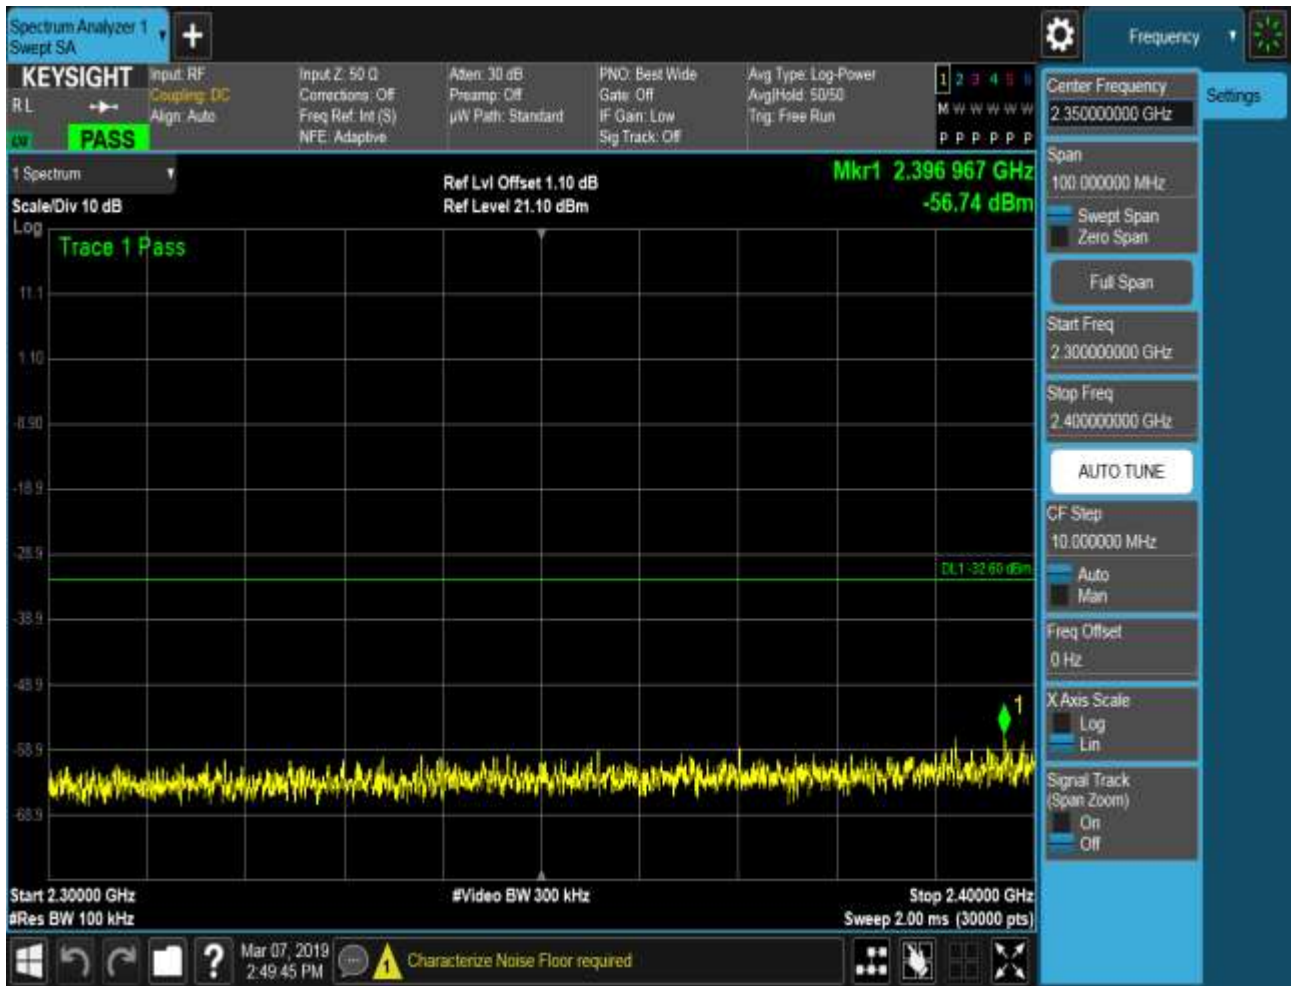 Spectrum Analyzer 1
Swept SA
Frequency
KEYSIGHT
R L
PASS
Input: RF
Coupling: DC
Align: Auto
Input Z: 50 Ω
Corrections: Off
Freq Ref: Int (S)
NFE: Adaptive
Atten: 30 dB
Preamp: Off
µW Path: Standard
PNO: Best Wide
Gate: Off
IF Gain: Low
Sig Track: Off
Avg Type: Log-Power
Avg|Hold: 50/50
Trig: Free Run
1 2 3 4 5 6
M W W W W W
P P P P P P
1 Spectrum
Scale/Div 10 dB
Ref Lvl Offset 1.10 dB
Ref Level 21.10 dBm
Mkr1 2.396 967 GHz
-56.74 dBm
Log
Trace 1 Pass
11.1
1.10
-8.90
-18.9
-28.9
DL1 -32.60 dBm
-38.9
-48.9
1
-58.9
-68.9
Start 2.30000 GHz
#Video BW 300 kHz
Stop 2.40000 GHz
#Res BW 100 kHz
Sweep 2.00 ms (30000 pts)
Center Frequency
2.350000000 GHz
Settings
Span
100.000000 MHz
Swept Span
Zero Span
Full Span
Start Freq
2.300000000 GHz
Stop Freq
2.400000000 GHz
AUTO TUNE
CF Step
10.000000 MHz
Auto
Man
Freq Offset
0 Hz
X Axis Scale
Log
Lin
Signal Track
(Span Zoom)
On
Off
?
Mar 07, 2019
2:49:45 PM
1
Characterize Noise Floor required